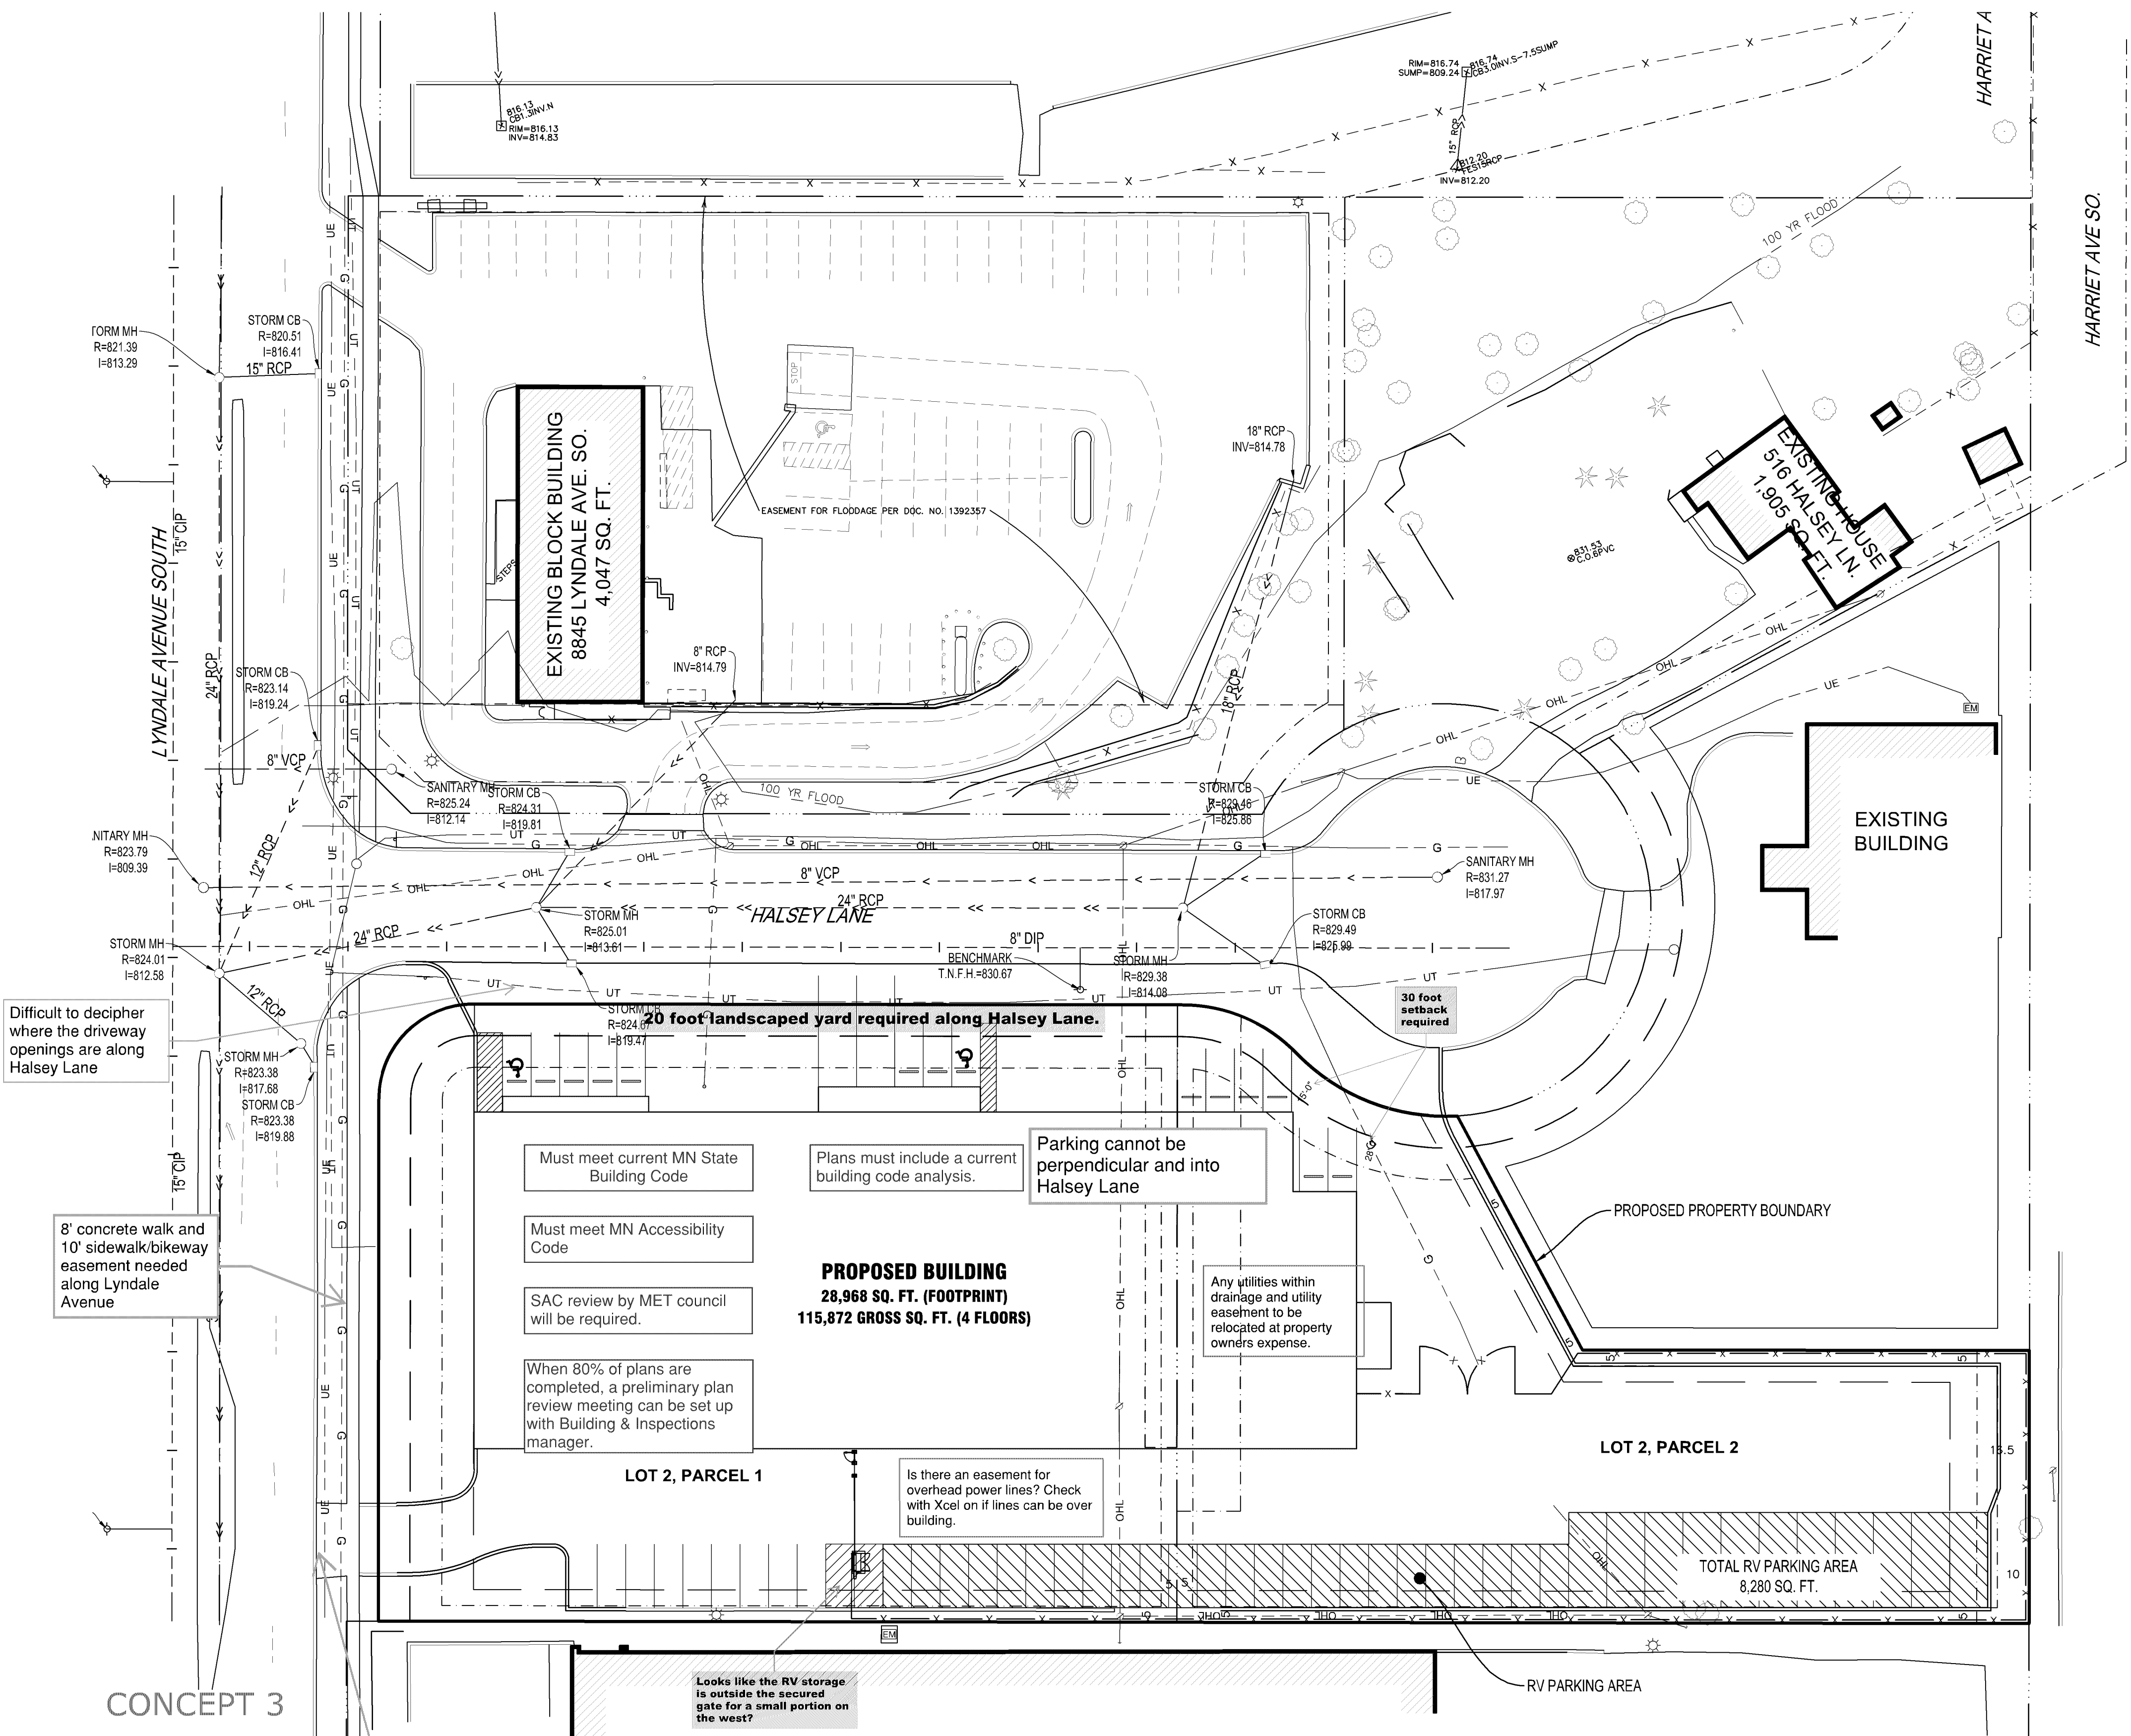 HARRIET A
HARRIET AVE SO.
RIM=816.74
SUMP=809.24
816.74
CB3.0INV.S-7.5SUMP
15" RCP
812.20
FES15RCP
INV=812.20
816.13
CB1.3INV.N
RIM=816.13
INV=814.83
100 YR FLOOD
TORM MH
R=821.39
I=813.29
STORM CB
R=820.51
I=816.41
15" RCP
STOP
18" RCP
INV=814.78
EXISTING BLOCK BUILDING
8845 LYNDALE AVE. SO.
4,047 SQ. FT.
STEPS
EASEMENT FOR FLOODAGE PER DOC. NO. 1392357
EXISTING HOUSE
516 HALSEY LN.
1,905 SQ. FT.
831.53
C.O.6PVC
LYNDALE AVENUE SOUTH
15" CIP
24" RCP
STORM CB
R=823.14
I=819.24
8" RCP
INV=814.79
18" RCP
8" VCP
SANITARY MH
R=825.24
I=812.14
STORM CB
R=824.31
I=819.81
100 YR FLOOD
STORM CB
R=829.46
I=825.86
EXISTING
BUILDING
EM
.NITARY MH
R=823.79
I=809.39
12" RCP
8" VCP
SANITARY MH
R=831.27
I=817.97
24" RCP
HALSEY LANE
STORM MH
R=825.01
I=813.61
STORM CB
R=829.49
I=825.99
24" RCP
8" DIP
STORM MH
R=824.01
I=812.58
BENCHMARK
T.N.F.H.=830.67
STORM MH
R=829.38
I=814.08
12" RCP
Difficult to decipher
where the driveway
openings are along
Halsey Lane
STORM CB
R=824.67
I=819.47
20 foot landscaped yard required along Halsey Lane.
30 foot
setback
required
STORM MH
R=823.38
I=817.68
STORM CB
R=823.38
I=819.88
15'-0"
15" CIP
Must meet current MN State
Building Code
Plans must include a current
building code analysis.
Parking cannot be
perpendicular and into
Halsey Lane
8' concrete walk and
10' sidewalk/bikeway
easement needed
along Lyndale
Avenue
Must meet MN Accessibility
Code
PROPOSED PROPERTY BOUNDARY
PROPOSED BUILDING
28,968 SQ. FT. (FOOTPRINT)
115,872 GROSS SQ. FT. (4 FLOORS)
SAC review by MET council
will be required.
Any utilities within
drainage and utility
easement to be
relocated at property
owners expense.
When 80% of plans are
completed, a preliminary plan
review meeting can be set up
with Building & Inspections
manager.
LOT 2, PARCEL 1
LOT 2, PARCEL 2
Is there an easement for
overhead power lines? Check
with Xcel on if lines can be over
building.
TOTAL RV PARKING AREA
8,280 SQ. FT.
10
EM
Looks like the RV storage
is outside the secured
gate for a small portion on
the west?
RV PARKING AREA
CONCEPT 3